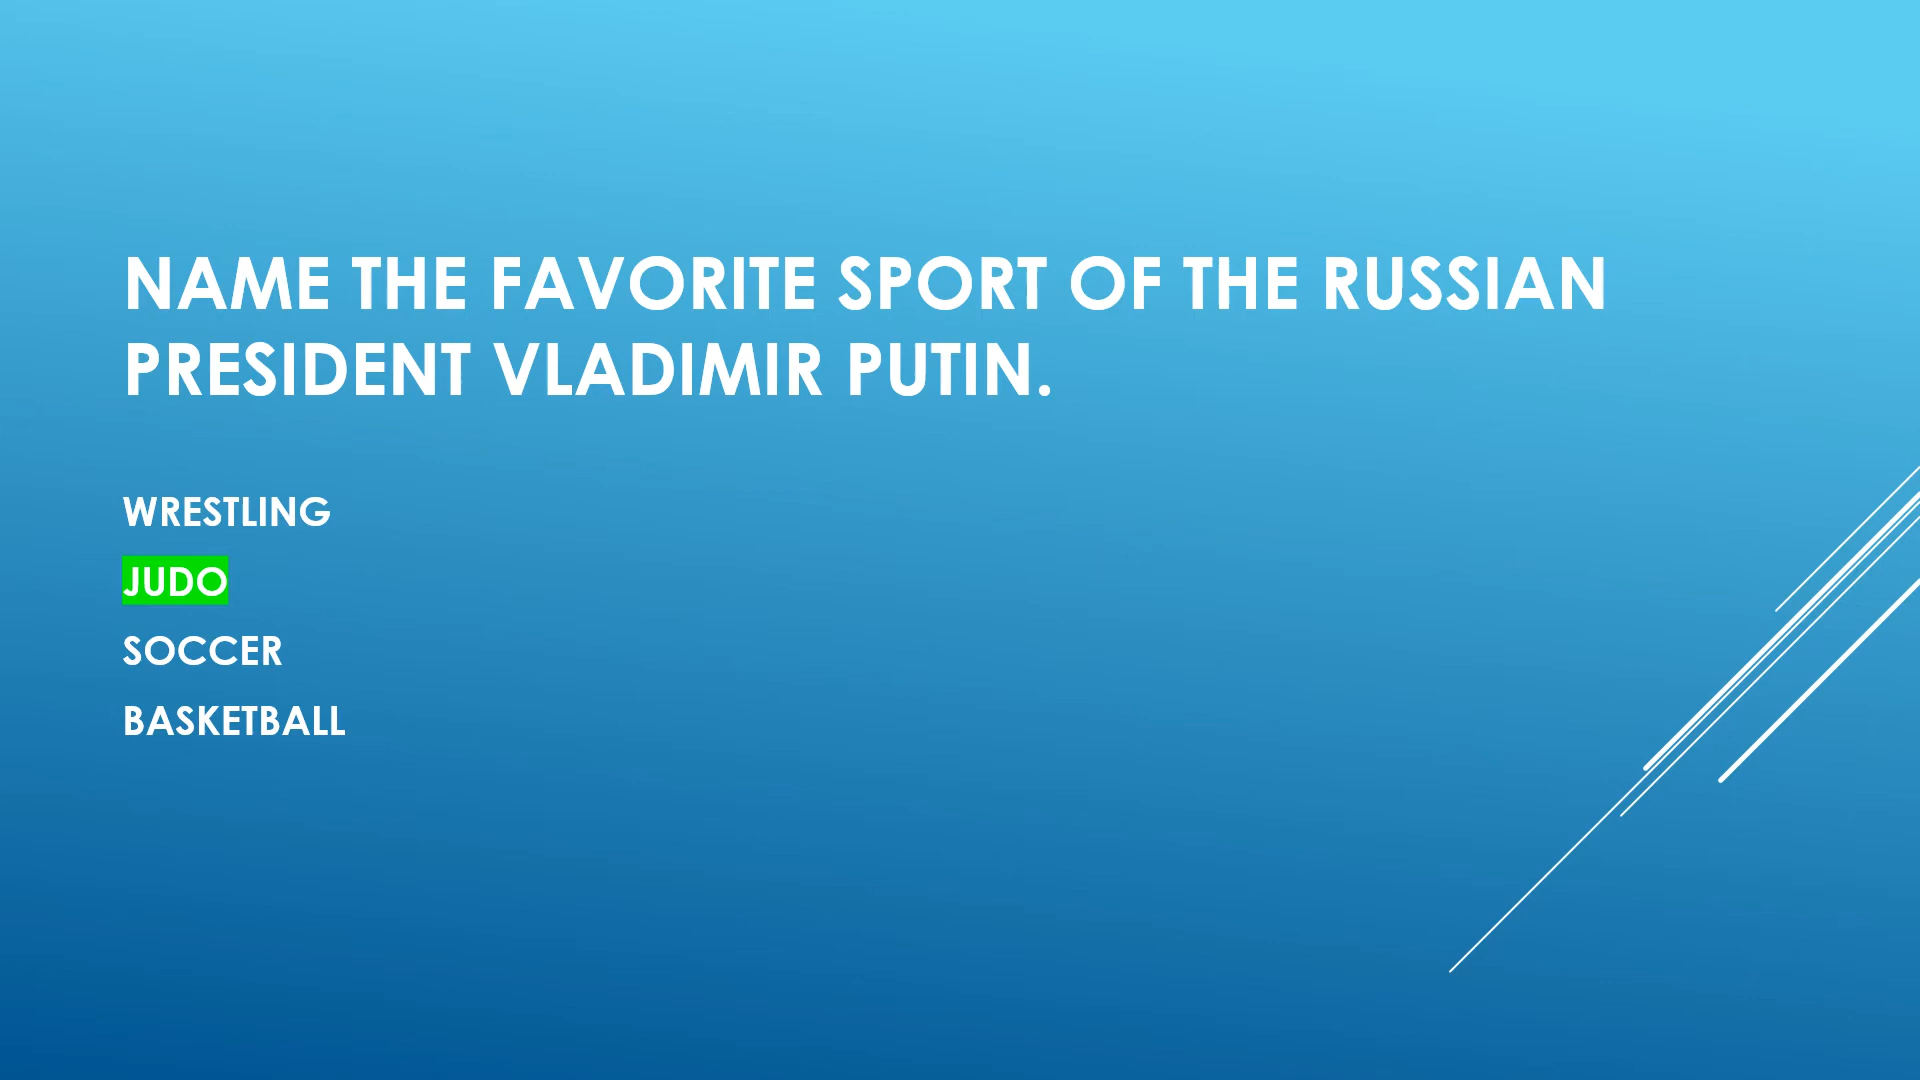 NAME THE FAVORITE SPORT OF THE RUSSIAN
PRESIDENT VLADIMIR PUTIN.
WRESTLING
JUDO
SOCCER
BASKETBALL